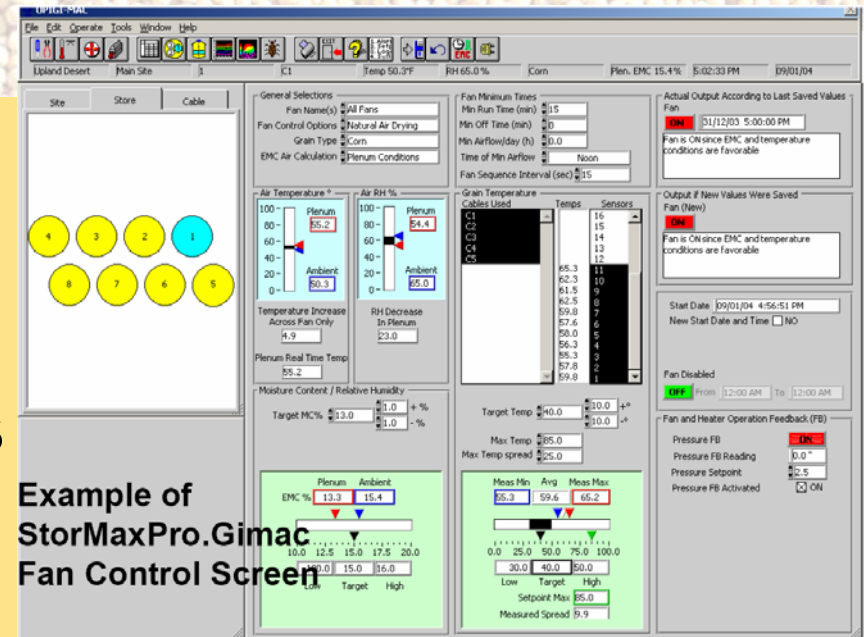 OPIGI-MAC
File Edit Operate Tools Window Help
Upland Desert Main Site 1 C1 Temp 50.3°F RH 65.0 % Corn Plen. EMC 15.4% 5:02:33 PM 09/01/04
Site Store Cable
4 3 2 1
8 7 6 5
General Selections
Fan Name(s) All Fans
Fan Control Options Natural Air Drying
Grain Type Corn
EMC Air Calculation Plenum Conditions
Air Temperature °
100 -
80 -
60 -
40 -
20 -
0 -
Plenum
55.2
Ambient
50.3
Temperature Increase
Across Fan Only
4.9
Plenum Real Time Temp
55.2
Air RH %
100 -
80 -
60 -
40 -
20 -
0 -
Plenum
54.4
Ambient
65.0
RH Decrease
In Plenum
23.0
Moisture Content / Relative Humidity
Target MC% 13.0
1.0 + %
1.0 - %
Plenum Ambient
EMC % 13.3 15.4
10.0 12.5 15.0 17.5 20.0
15.0 16.0
Low Target High
Fan Minimum Times
Min Run Time (min) 15
Min Off Time (min) 0
Min Airflow/day (h) 0.0
Time of Min Airflow Noon
Fan Sequence Interval (sec) 15
Grain Temperature
Cables Used Temps Sensors
C1
C2
C3
C4
C5
16
15
14
13
12
65.3 11
62.3 10
61.5 9
62.5 8
59.8 7
57.6 6
58.0 5
56.3 4
55.3 3
57.8 2
59.8 1
Target Temp 40.0
10.0 +°
10.0 -°
Max Temp 85.0
Max Temp spread 25.0
Meas Min Avg Meas Max
55.3 59.6 65.2
0.0 25.0 50.0 75.0 100.0
30.0 40.0 50.0
Low Target High
Setpoint Max 85.0
Measured Spread 9.9
Actual Output According to Last Saved Values
Fan
ON 31/12/03 5:00:00 PM
Fan is ON since EMC and temperature
conditions are favorable
Output if New Values Were Saved
Fan (New)
ON
Fan is ON since EMC and temperature
conditions are favorable
Start Date 09/01/04 4:56:51 PM
New Start Date and Time NO
Fan Disabled
OFF From 12:00 AM To 12:00 AM
Fan and Heater Operation Feedback (FB)
Pressure FB ON
Pressure FB Reading 0.0 "
Pressure Setpoint 2.5
Pressure FB Activated ON
Example of
StorMaxPro.Gimac
Fan Control Screen